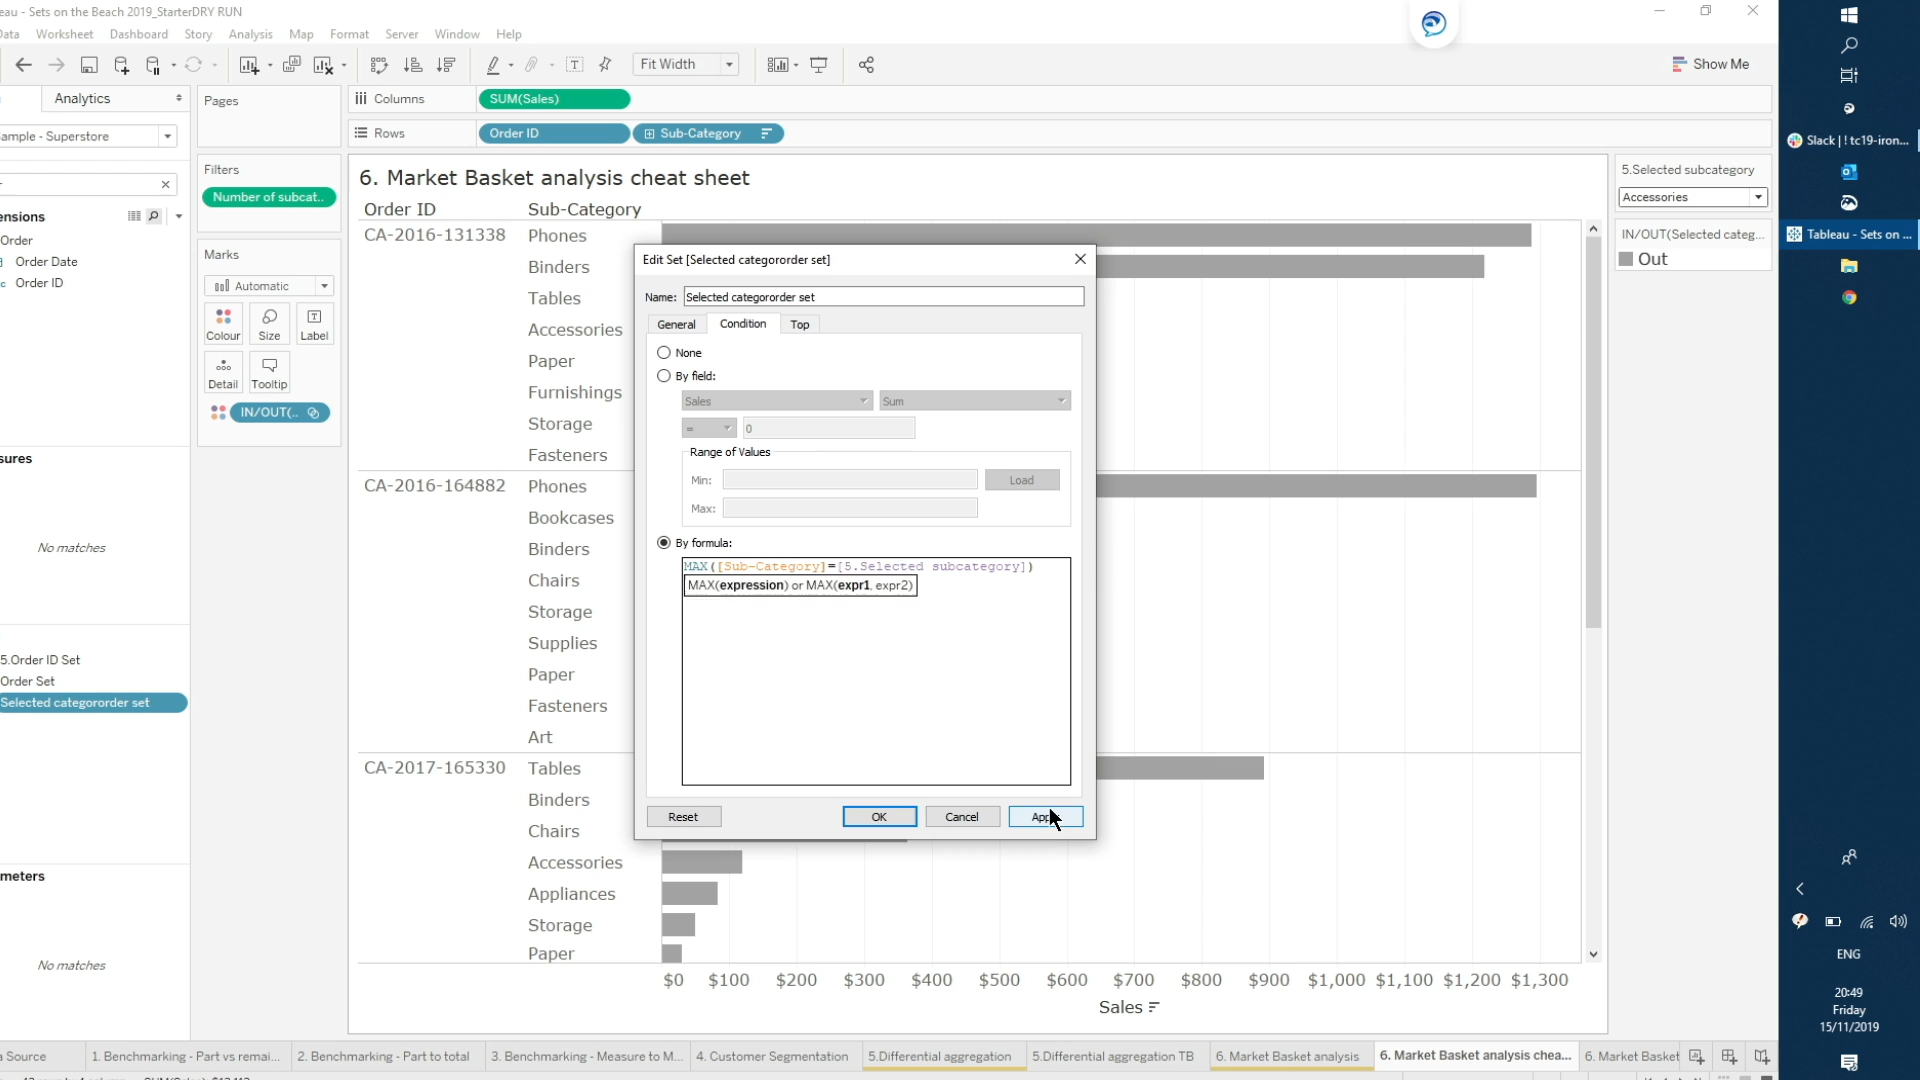 eau - Sets on the Beach 2019_StarterDRY RUN
Data Worksheet Dashboard Story Analysis Map Format Server Window Help
Fit Width
Show Me
Analytics
ample - Superstore
ensions
Order
Order Date
Order ID
sures
No matches
5.Order ID Set
Order Set
Selected categororder set
meters
No matches
Pages
Filters
Number of subcat..
Marks
Automatic
Colour Size Label
Detail Tooltip
IN/OUT(..
Columns SUM(Sales)
Rows Order ID Sub-Category
6. Market Basket analysis cheat sheet
Order ID Sub-Category
CA-2016-131338 Phones
Binders
Tables
Accessories
Paper
Furnishings
Storage
Fasteners
CA-2016-164882 Phones
Bookcases
Binders
Chairs
Storage
Supplies
Paper
Fasteners
Art
CA-2017-165330 Tables
Binders
Chairs
Accessories
Appliances
Storage
Paper
$0 $100 $200 $300 $400 $500 $600 $700 $800 $900 $1,000 $1,100 $1,200 $1,300
Sales
Edit Set [Selected categororder set]
Name: Selected categororder set
General Condition Top
None
By field:
Sales Sum
= 0
Range of Values
Min: Load
Max:
By formula:
MAX([Sub-Category]=[5.Selected subcategory])
MAX(expression) or MAX(expr1, expr2)
Reset OK Cancel App
5.Selected subcategory
Accessories
IN/OUT(Selected categ...
Out
Slack | ! tc19-iron...
Tableau - Sets on ...
ENG
20:49
Friday
15/11/2019
a Source 1. Benchmarking - Part vs remai... 2. Benchmarking - Part to total 3. Benchmarking - Measure to M... 4. Customer Segmentation 5.Differential aggregation 5.Differential aggregation TB 6. Market Basket analysis 6. Market Basket analysis chea... 6. Market Basket